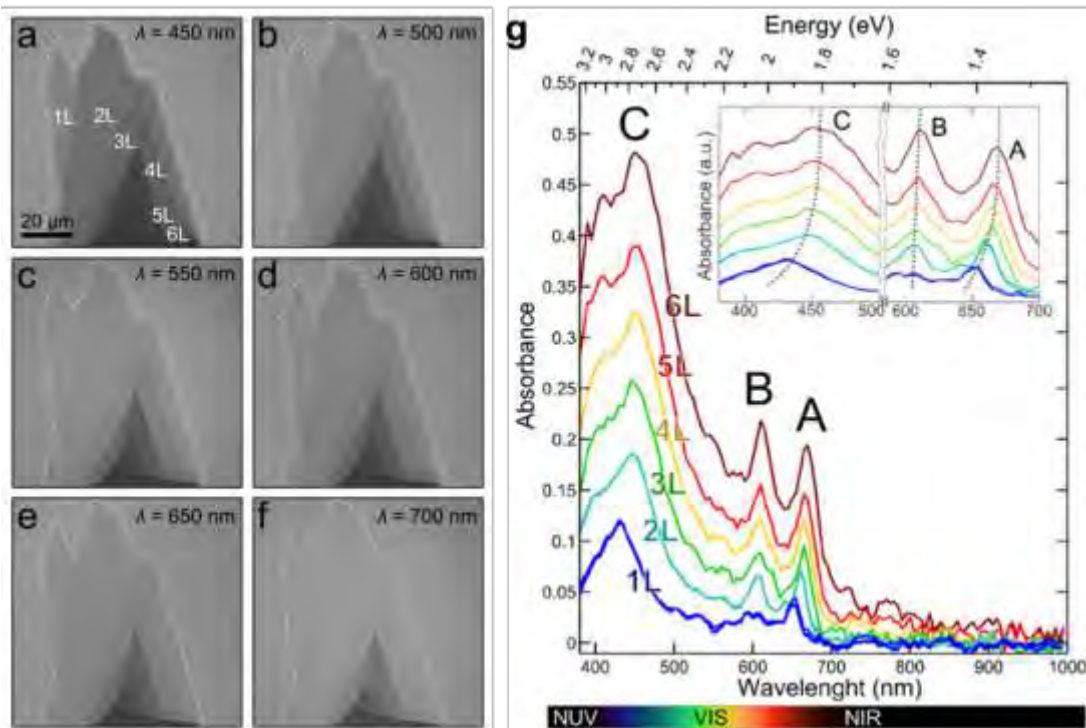 a
λ = 450 nm
1L
2L
3L
4L
5L
6L
20 μm
b
λ = 500 nm
c
λ = 550 nm
d
λ = 600 nm
e
λ = 650 nm
f
λ = 700 nm
g
Energy (eV)
3.2 3 2.8 2.6 2.4 2.2 2 1.8 1.6 1.4
0.55
0.5
0.45
0.4
0.35
0.3
0.25
0.2
0.15
0.1
0.05
0
Absorbance
C
B
A
6L
5L
4L
3L
2L
1L
Absorbance (a.u.)
C
B
A
400 450 500 600 650 700
400 500 600 700 800 900 1000
Wavelenght (nm)
NUV VIS NIR